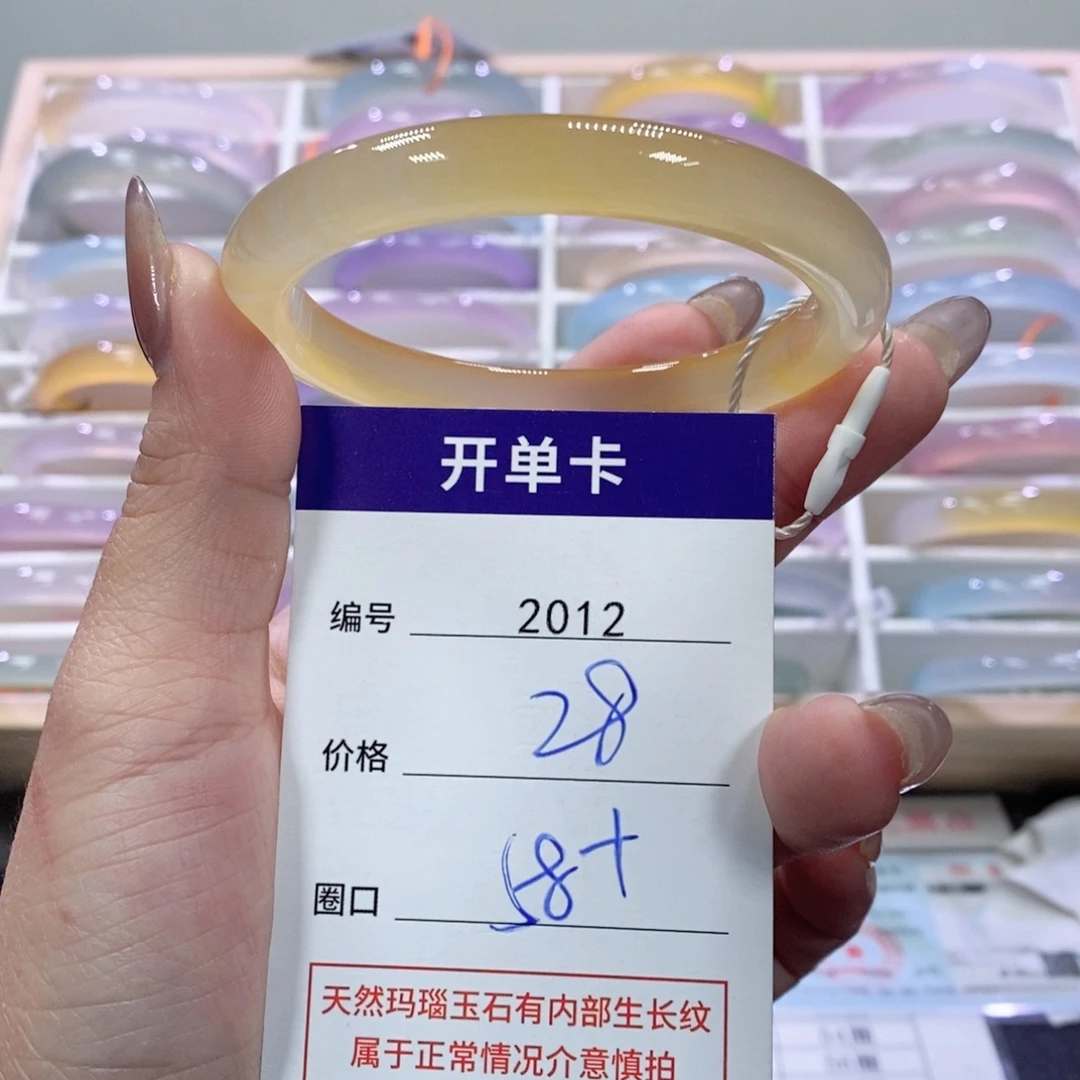 开单卡
编号 2012
价格 28
圈口 58+
天然玛瑙玉石有内部生长纹
属于正常情况介意慎拍